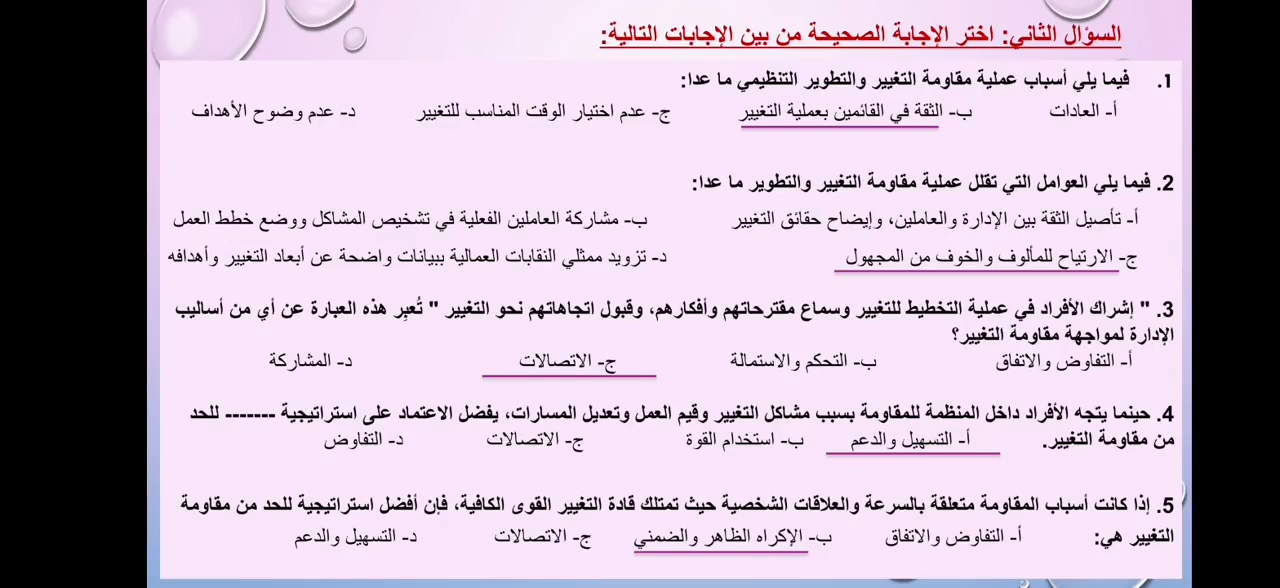 السؤال الثاني: اختر الإجابة الصحيحة من بين الإجابات التالية:
1. فيما يلي أسباب عملية مقاومة التغيير والتطوير التنظيمي ما عدا:
أ- العادات ب- الثقة في القائمين بعملية التغيير ج- عدم اختيار الوقت المناسب للتغيير د- عدم وضوح الأهداف
2. فيما يلي العوامل التي تقلل عملية مقاومة التغيير والتطوير ما عدا:
أ- تأصيل الثقة بين الإدارة والعاملين، وإيضاح حقائق التغيير ب- مشاركة العاملين الفعلية في تشخيص المشاكل ووضع خطط العمل
ج- الارتياح للمألوف والخوف من المجهول د- تزويد ممثلي النقابات العمالية ببيانات واضحة عن أبعاد التغيير وأهدافه
3. " إشراك الأفراد في عملية التخطيط للتغيير وسماع مقترحاتهم وأفكارهم، وقبول اتجاهاتهم نحو التغيير " تُعبِر هذه العبارة عن أي من أساليب
الإدارة لمواجهة مقاومة التغيير؟
أ- التفاوض والاتفاق ب- التحكم والاستمالة ج- الاتصالات د- المشاركة
4. حينما يتجه الأفراد داخل المنظمة للمقاومة بسبب مشاكل التغيير وقيم العمل وتعديل المسارات، يفضل الاعتماد على استراتيجية ------- للحد
من مقاومة التغيير. أ- التسهيل والدعم ب- استخدام القوة ج- الاتصالات د- التفاوض
5. إذا كانت أسباب المقاومة متعلقة بالسرعة والعلاقات الشخصية حيث تمتلك قادة التغيير القوى الكافية، فإن أفضل استراتيجية للحد من مقاومة
التغيير هي: أ- التفاوض والاتفاق ب- الإكراه الظاهر والضمني ج- الاتصالات د- التسهيل والدعم